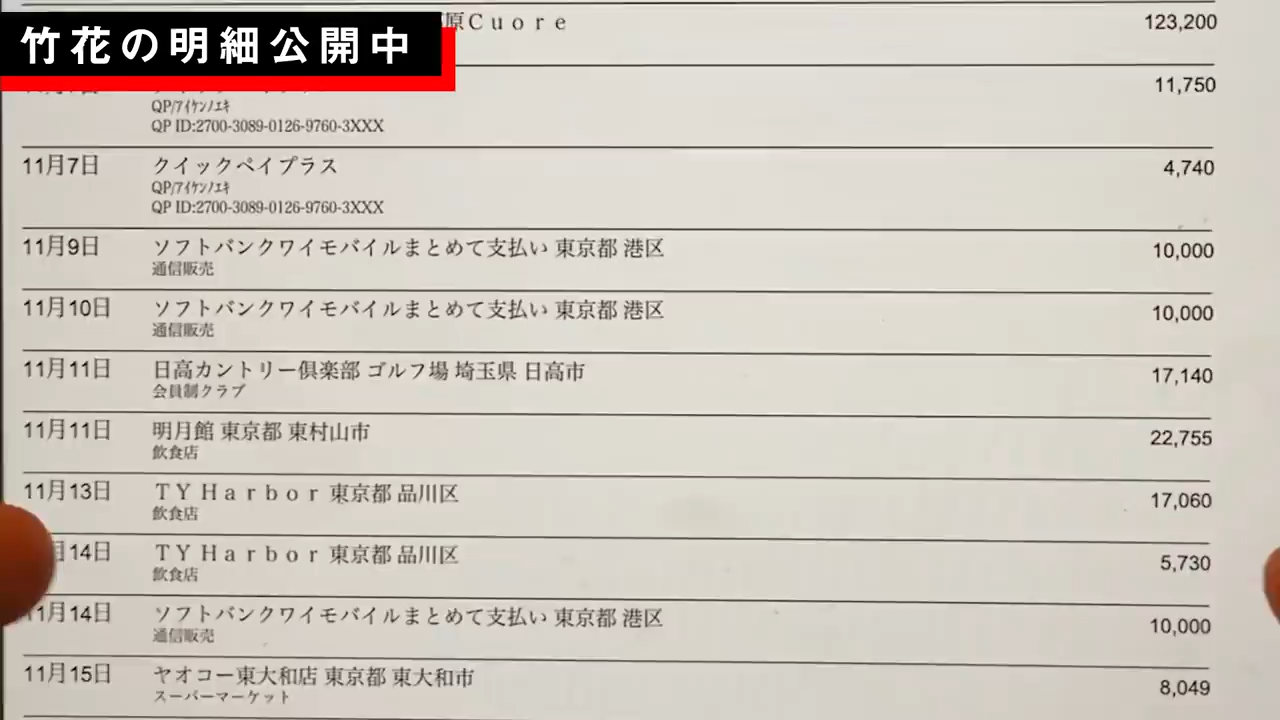 竹花の明細公開中
原Cuore 123,200
11,750
QP/アイケンノエキ
QP ID:2700-3089-0126-9760-3XXX
11月7日 クイックペイプラス 4,740
QP/アイケンノエキ
QP ID:2700-3089-0126-9760-3XXX
11月9日 ソフトバンクワイモバイルまとめて支払い 東京都 港区 10,000
通信販売
11月10日 ソフトバンクワイモバイルまとめて支払い 東京都 港区 10,000
通信販売
11月11日 日高カントリー倶楽部 ゴルフ場 埼玉県 日高市 17,140
会員制クラブ
11月11日 明月館 東京都 東村山市 22,755
飲食店
11月13日 TY Harbor 東京都 品川区 17,060
飲食店
月14日 TY Harbor 東京都 品川区 5,730
飲食店
11月14日 ソフトバンクワイモバイルまとめて支払い 東京都 港区 10,000
通信販売
11月15日 ヤオコー東大和店 東京都 東大和市 8,049
スーパーマーケット